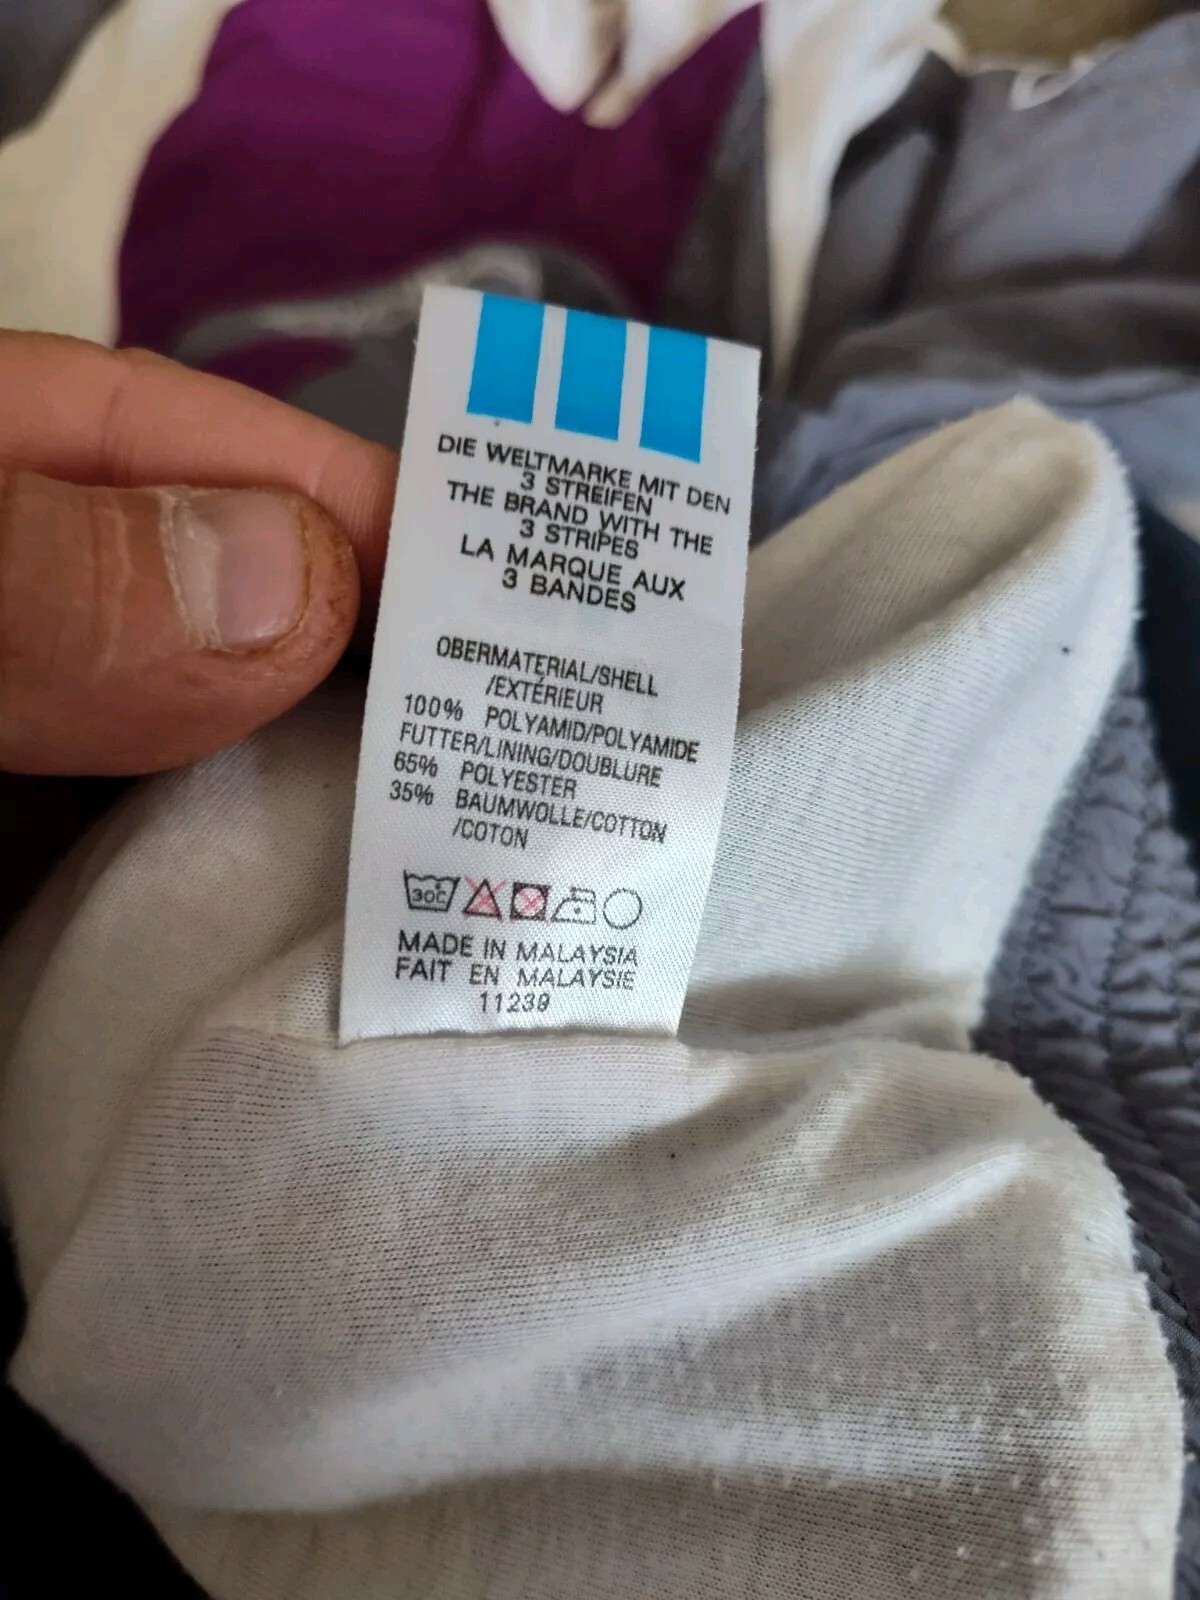 DIE WELTMARKE MIT DEN
3 STREIFEN
THE BRAND WITH THE
3 STRIPES
LA MARQUE AUX
3 BANDES
OBERMATERIAL/SHELL
/EXTÉRIEUR
100% POLYAMID/POLYAMIDE
FUTTER/LINING/DOUBLURE
65% POLYESTER
35% BAUMWOLLE/COTTON
/COTON
30C
MADE IN MALAYSIA
FAIT EN MALAYSIE
11239